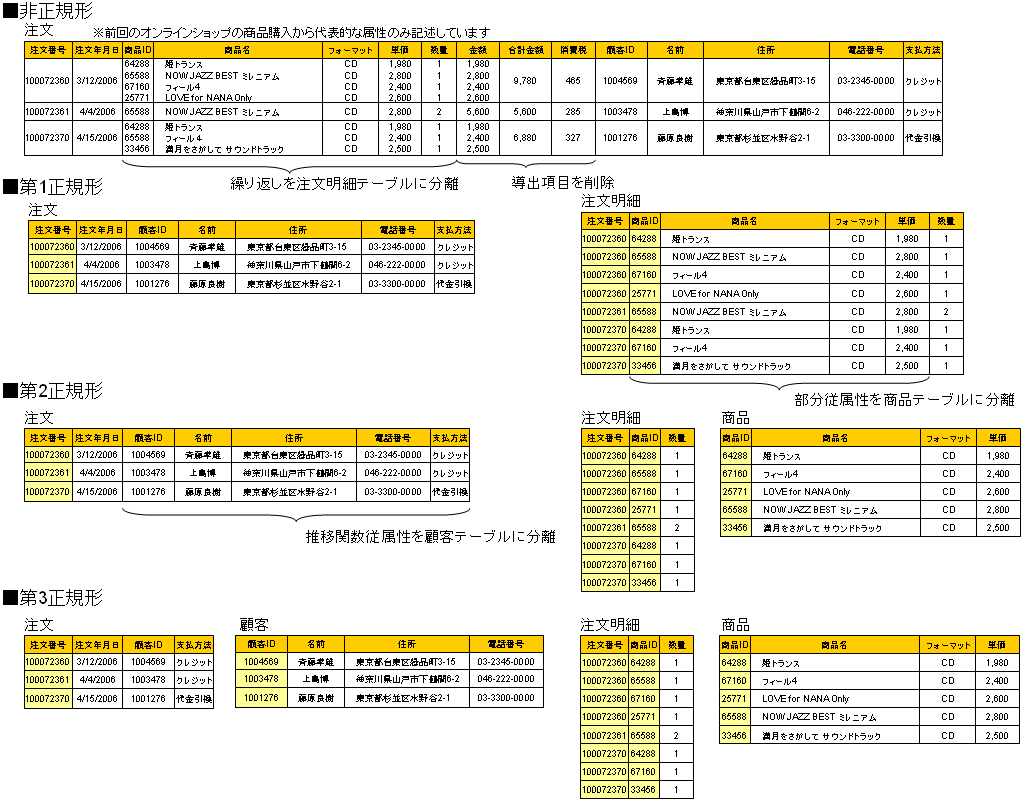 ■非正規形
注文 ※前回のオンラインショップの商品購入から代表的な属性のみ記述しています
注文番号 注文年月日 商品ID 商品名 フォーマット 単価 数量 金額 合計金額 消費税 顧客ID 名前 住所 電話番号 支払方法
64288 姫トランス CD 1,980 1 1,980
65588 NOW JAZZ BEST ミレニアム CD 2,800 1 2,800
100072360 3/12/2006 9,780 465 1004569 斉藤孝雄 東京都台東区縁品町3-15 03-2345-0000 クレジット
67160 フィール4 CD 2,400 1 2,400
25771 LOVE for NANA Only CD 2,600 1 2,600
100072361 4/4/2006 65588 NOW JAZZ BEST ミレニアム CD 2,800 2 5,600 5,600 285 1003478 上島博 神奈川県山戸市下鶴間6-2 046-222-0000 クレジット
64288 姫トランス CD 1,980 1 1,980
100072370 4/15/2006 フィール4 CD 2,400 1 2,400 6,880 327 1001276 藤原良樹 東京都杉並区水野谷2-1 03-3300-0000 代金引換
65588
33456 満月をさがして サウンドトラック CD 2,500 1 2,500
繰り返しを注文明細テーブルに分離 導出項目を削除
■第1正規形
注文
注文番号 注文年月日 顧客ID 名前 住所 電話番号 支払方法
100072360 3/12/2006 1004569 斉藤孝雄 東京都台東区縁品町3-15 03-2345-0000 クレジット
100072361 4/4/2006 1003478 上島博 神奈川県山戸市下鶴間6-2 046-222-0000 クレジット
100072370 4/15/2006 1001276 藤原良樹 東京都杉並区水野谷2-1 03-3300-0000 代金引換
注文明細
注文番号 商品ID 商品名 フォーマット 単価 数量
100072360 64288 姫トランス CD 1,980 1
100072360 65588 NOW JAZZ BEST ミレニアム CD 2,800 1
100072360 67160 フィール4 CD 2,400 1
100072360 25771 LOVE for NANA Only CD 2,600 1
100072361 65588 NOW JAZZ BEST ミレニアム CD 2,800 2
100072370 64288 姫トランス CD 1,980 1
100072370 67160 フィール4 CD 2,400 1
100072370 33456 満月をさがして サウンドトラック CD 2,500 1
部分従属性を商品テーブルに分離
■第2正規形
注文
注文番号 注文年月日 顧客ID 名前 住所 電話番号 支払方法
100072360 3/12/2006 1004569 斉藤孝雄 東京都台東区縁品町3-15 03-2345-0000 クレジット
100072361 4/4/2006 1003478 上島博 神奈川県山戸市下鶴間6-2 046-222-0000 クレジット
100072370 4/15/2006 1001276 藤原良樹 東京都杉並区水野谷2-1 03-3300-0000 代金引換
推移関数従属性を顧客テーブルに分離
注文明細
注文番号 商品ID 数量
100072360 64288 1
100072360 65588 1
100072360 67160 1
100072360 25771 1
100072361 65588 2
100072370 64288 1
100072370 67160 1
100072370 33456 1
商品
商品ID 商品名 フォーマット 単価
64288 姫トランス CD 1,980
67160 フィール4 CD 2,400
25771 LOVE for NANA Only CD 2,600
65588 NOW JAZZ BEST ミレニアム CD 2,800
33456 満月をさがして サウンドトラック CD 2,500
■第3正規形
注文
注文番号 注文年月日 顧客ID 支払方法
100072360 3/12/2006 1004569 クレジット
100072361 4/4/2006 1003478 クレジット
100072370 4/15/2006 1001276 代金引換
顧客
顧客ID 名前 住所 電話番号
1004569 斉藤孝雄 東京都台東区縁品町3-15 03-2345-0000
1003478 上島博 神奈川県山戸市下鶴間6-2 046-222-0000
1001276 藤原良樹 東京都杉並区水野谷2-1 03-3300-0000
注文明細
注文番号 商品ID 数量
100072360 64288 1
100072360 65588 1
100072360 67160 1
100072360 25771 1
100072361 65588 2
100072370 64288 1
100072370 67160 1
100072370 33456 1
商品
商品ID 商品名 フォーマット 単価
64288 姫トランス CD 1,980
67160 フィール4 CD 2,400
25771 LOVE for NANA Only CD 2,600
65588 NOW JAZZ BEST ミレニアム CD 2,800
33456 満月をさがして サウンドトラック CD 2,500